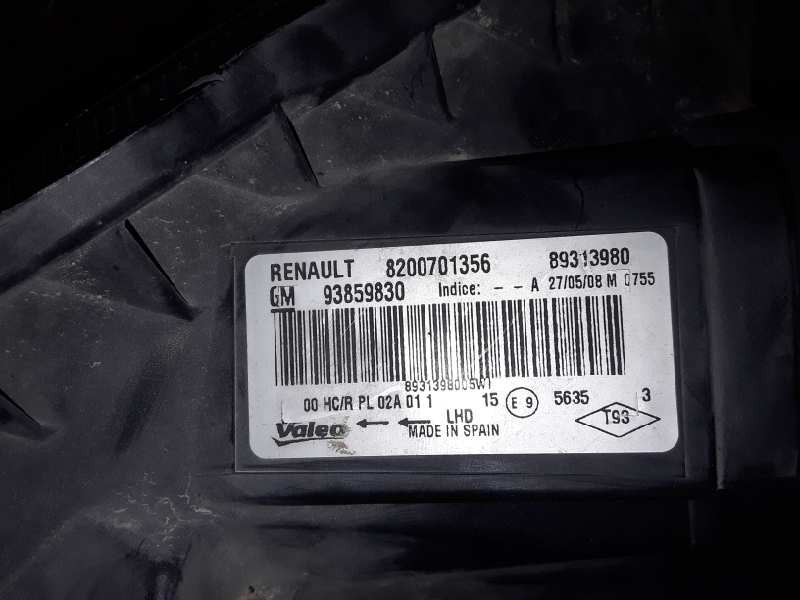 RENAULT 8200701356 89313980
GM 93859830 Indice: - - A 27/05/08 M 0755
8931398005W1
00 HC/R PL 02A 01 1 15 E 9 5635 3
Valeo LHD T93
MADE IN SPAIN